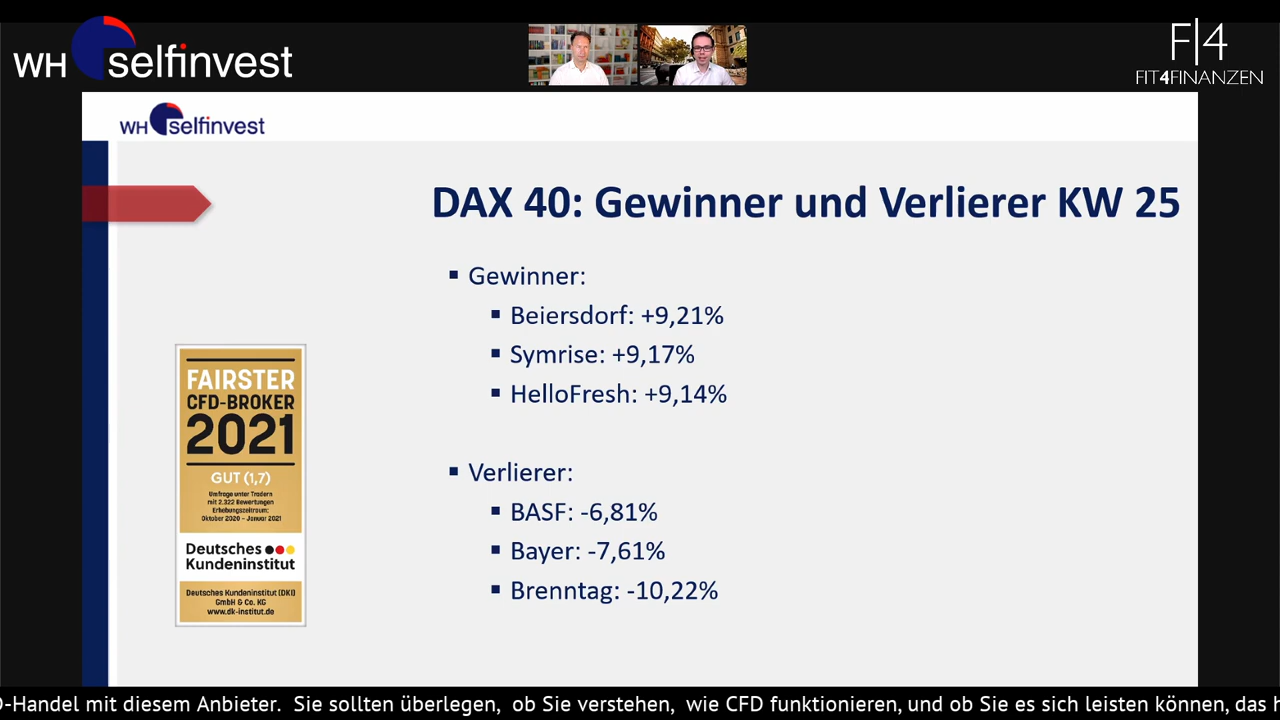 WH selfinvest
F|4
FIT4FINANZEN
WH selfinvest
DAX 40: Gewinner und Verlierer KW 25
▪ Gewinner:
▪ Beiersdorf: +9,21%
▪ Symrise: +9,17%
▪ HelloFresh: +9,14%
▪ Verlierer:
▪ BASF: -6,81%
▪ Bayer: -7,61%
▪ Brenntag: -10,22%
FAIRSTER
CFD-BROKER
2021
GUT (1,7)
Umfrage unter Tradern
mit 2.322 Bewertungen
Erhebungszeitraum:
Oktober 2020 – Januar 2021
Deutsches
Kundeninstitut
Deutsches Kundeninstitut (DKI)
GmbH & Co. KG
www.dk-institut.de
D-Handel mit diesem Anbieter. Sie sollten überlegen, ob Sie verstehen, wie CFD funktionieren, und ob Sie es sich leisten können, das h